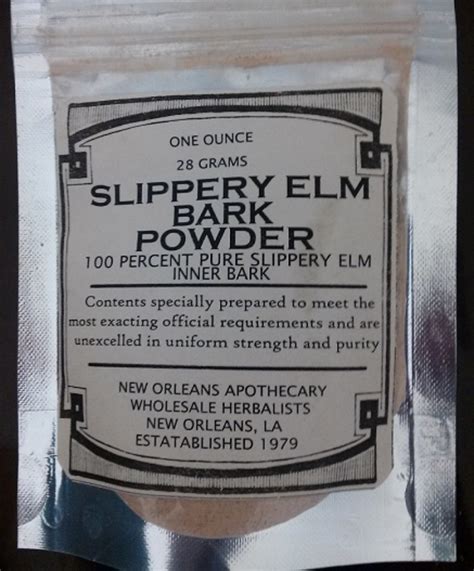 ONE OUNCE
28 GRAMS
SLIPPERY ELM
BARK
POWDER
100 PERCENT PURE SLIPPERY ELM
INNER BARK
Contents specially prepared to meet the
most exacting official requirements and are
unexcelled in uniform strength and purity
NEW ORLEANS APOTHECARY
WHOLESALE HERBALISTS
NEW ORLEANS, LA
ESTATABLISHED 1979